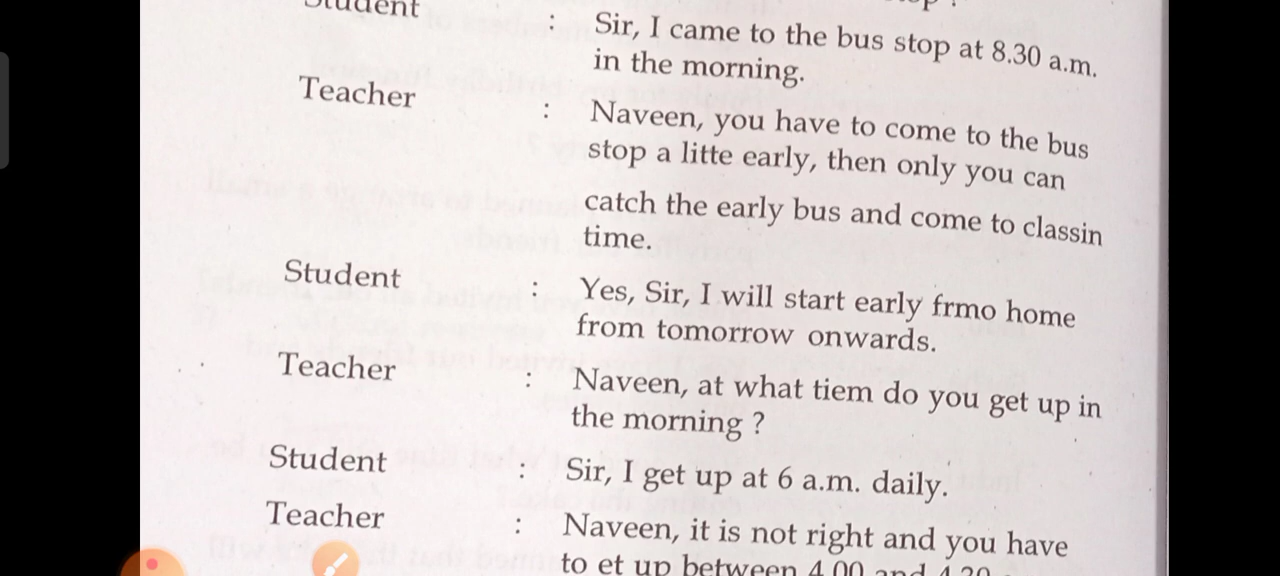 Student : Sir, I came to the bus stop at 8.30 a.m.
in the morning.
Teacher : Naveen, you have to come to the bus
stop a litte early, then only you can
catch the early bus and come to classin
time.
Student : Yes, Sir, I will start early frmo home
from tomorrow onwards.
Teacher : Naveen, at what tiem do you get up in
the morning ?
Student : Sir, I get up at 6 a.m. daily.
Teacher : Naveen, it is not right and you have
to et up between 4.00 and 4.30